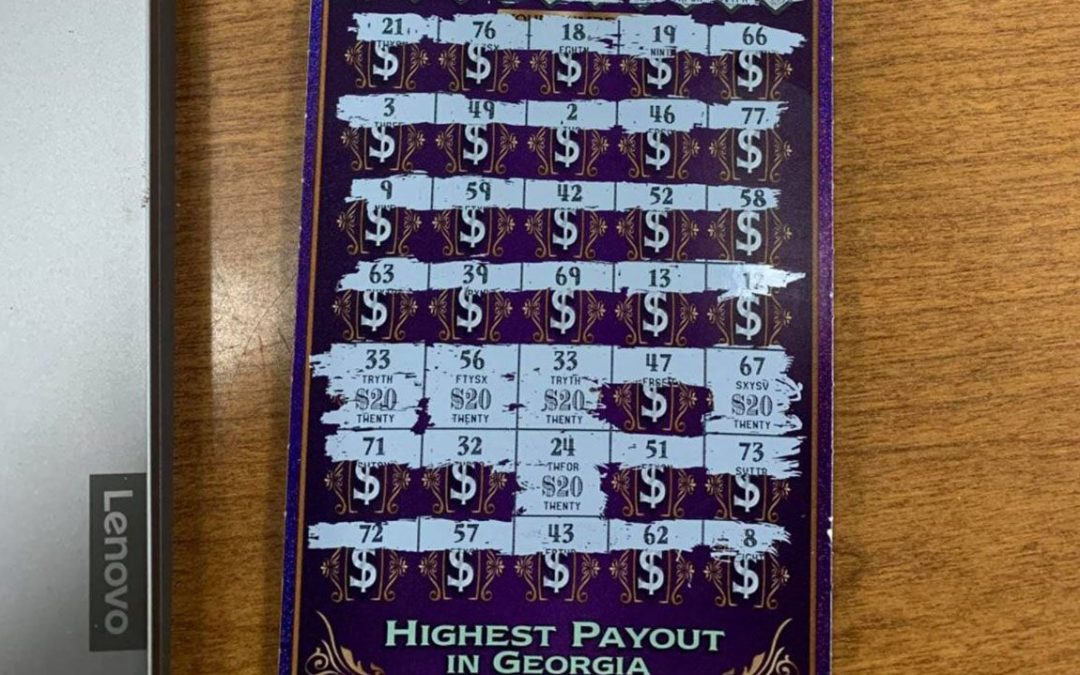 21 76 18 19 66
$ $ $ $ $
3 49 2 46 77
$ $ $ $ $
9 59 42 52 58
$ $ $ $ $
63 39 69 13 12
$ $ $ $ $
33 56 33 47 67
TRYTH FTYSX TRYTH SXYSV
$20 $20 $20 $ $20
TWENTY TWENTY TWENTY TWENTY
71 32 24 51 73
TWFOR
$ $ $20 $ $
TWENTY
72 57 43 62 8
$ $ $ $ $
HIGHEST PAYOUT
IN GEORGIA
Lenovo